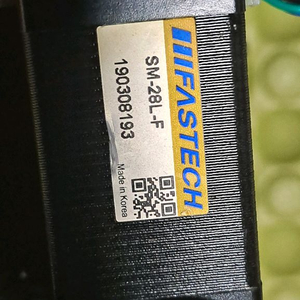 FASTECH
SM-28L-F
190308193
Made in Korea